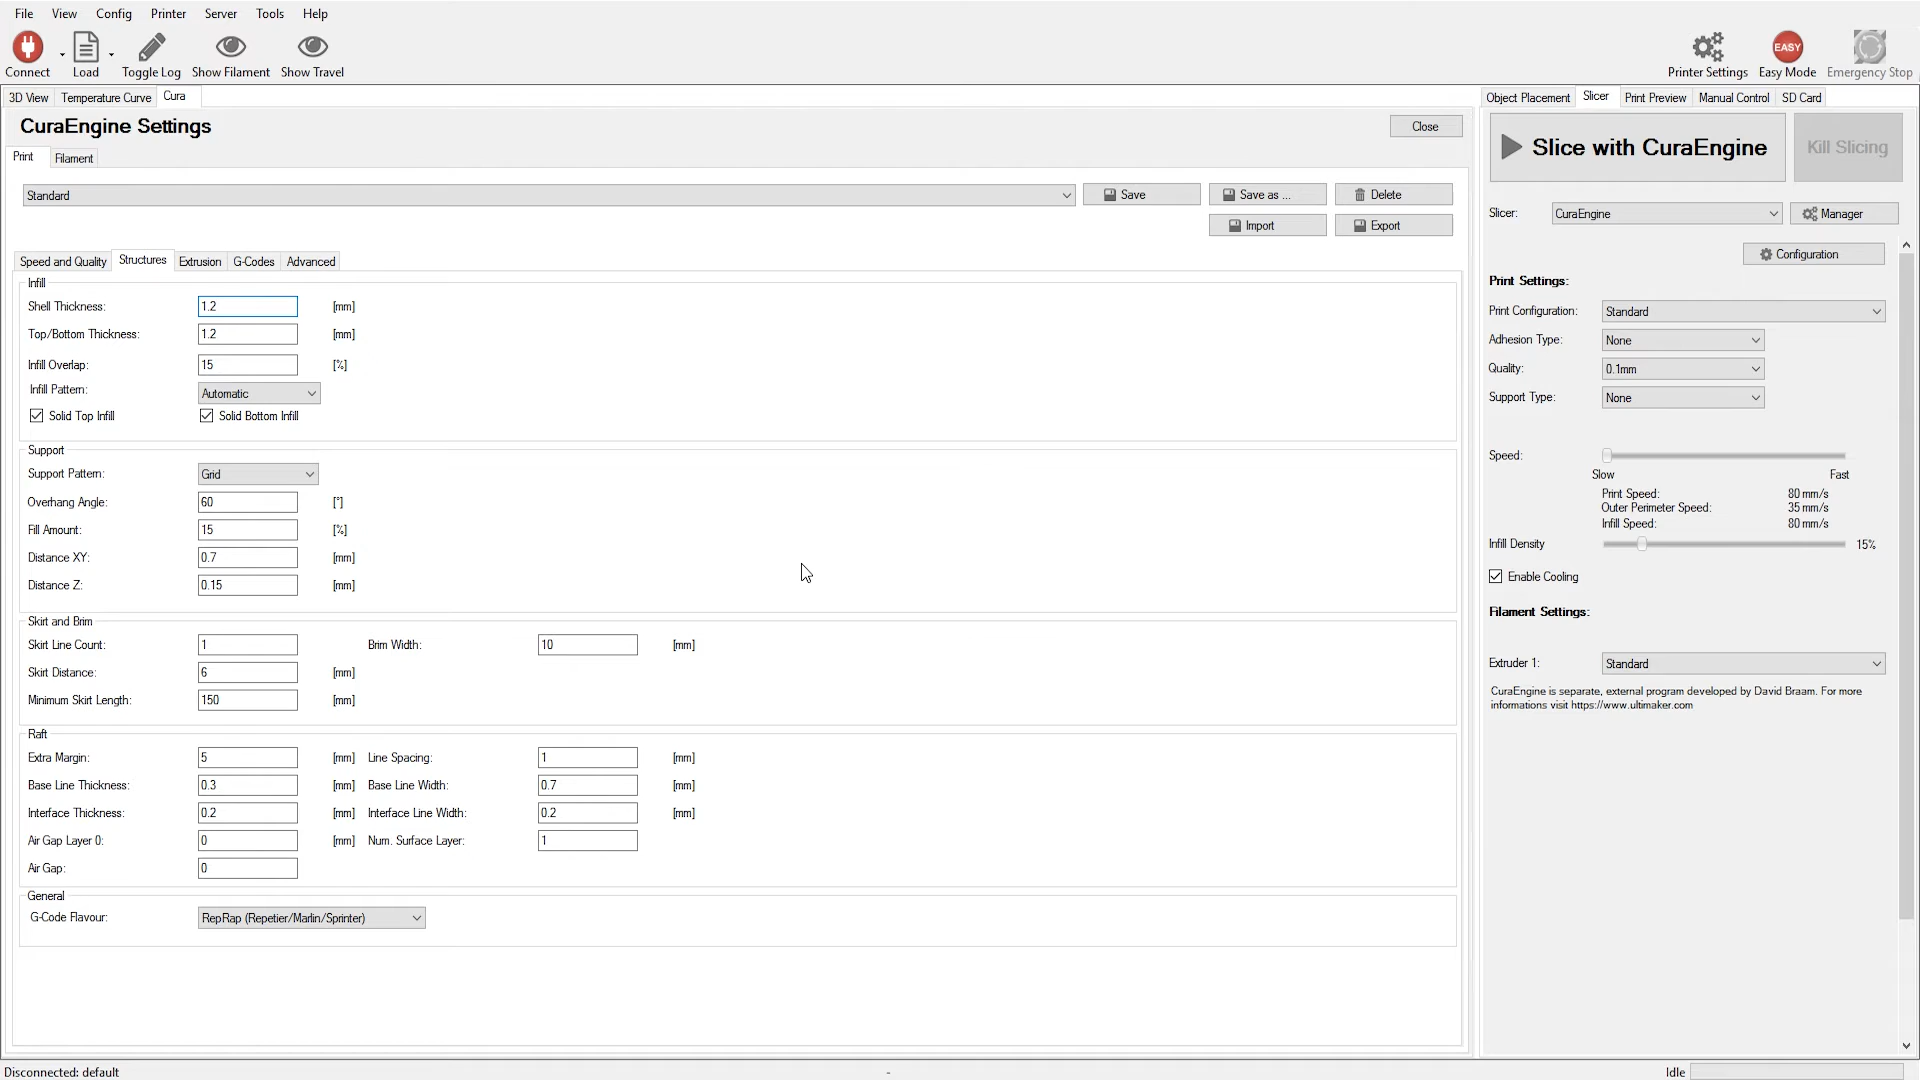 File View Config Printer Server Tools Help
Connect Load Toggle Log Show Filament Show Travel EASY Printer Settings Easy Mode Emergency Stop
3D View Temperature Curve Cura
CuraEngine Settings
Close
Print Filament
Standard
Save Save as ... Delete
Import Export
Speed and Quality Structures Extrusion G-Codes Advanced
Infill
Shell Thickness: 1.2 [mm]
Top/Bottom Thickness: 1.2 [mm]
Infill Overlap: 15 [%]
Infill Pattern: Automatic
Solid Top Infill Solid Bottom Infill
Support
Support Pattern: Grid
Overhang Angle: 60 [°]
Fill Amount: 15 [%]
Distance XY: 0.7 [mm]
Distance Z: 0.15 [mm]
Skirt and Brim
Skirt Line Count: 1 Brim Width: 10 [mm]
Skirt Distance: 6 [mm]
Minimum Skirt Length: 150 [mm]
Raft
Extra Margin: 5 [mm] Line Spacing: 1 [mm]
Base Line Thickness: 0.3 [mm] Base Line Width: 0.7 [mm]
Interface Thickness: 0.2 [mm] Interface Line Width: 0.2 [mm]
Air Gap Layer 0: 0 [mm] Num. Surface Layer: 1
Air Gap: 0
General
G-Code Flavour: RepRap (Repetier/Marlin/Sprinter)
Object Placement Slicer Print Preview Manual Control SD Card
Slice with CuraEngine Kill Slicing
Slicer: CuraEngine Manager
Configuration
Print Settings:
Print Configuration: Standard
Adhesion Type: None
Quality: 0.1mm
Support Type: None
Speed:
Slow Fast
Print Speed: 80 mm/s
Outer Perimeter Speed: 35 mm/s
Infill Speed: 80 mm/s
Infill Density 15%
Enable Cooling
Filament Settings:
Extruder 1: Standard
CuraEngine is separate, external program developed by David Braam. For more
informations visit https://www.ultimaker.com
Disconnected: default - Idle